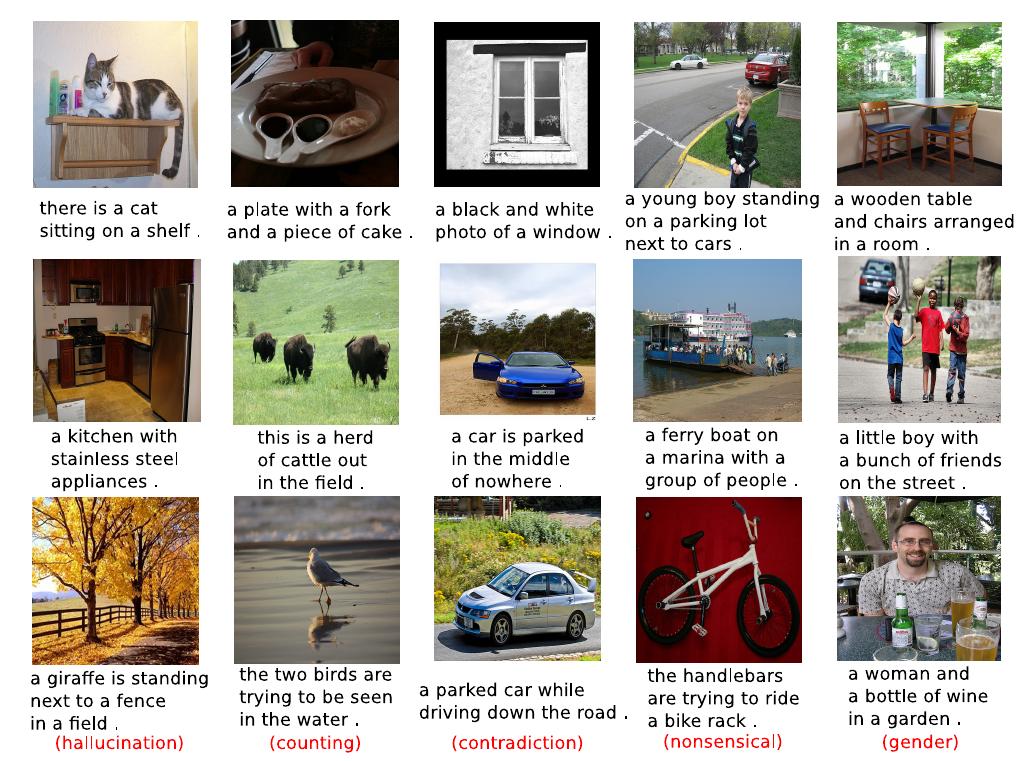 there is a cat
sitting on a shelf .
a plate with a fork
and a piece of cake .
a black and white
photo of a window .
a young boy standing
on a parking lot
next to cars .
a wooden table
and chairs arranged
in a room .
a kitchen with
stainless steel
appliances .
this is a herd
of cattle out
in the field .
a car is parked
in the middle
of nowhere .
a ferry boat on
a marina with a
group of people .
a little boy with
a bunch of friends
on the street .
a giraffe is standing
next to a fence
in a field .
(hallucination)
the two birds are
trying to be seen
in the water .
(counting)
a parked car while
driving down the road .
(contradiction)
the handlebars
are trying to ride
a bike rack .
(nonsensical)
a woman and
a bottle of wine
in a garden .
(gender)